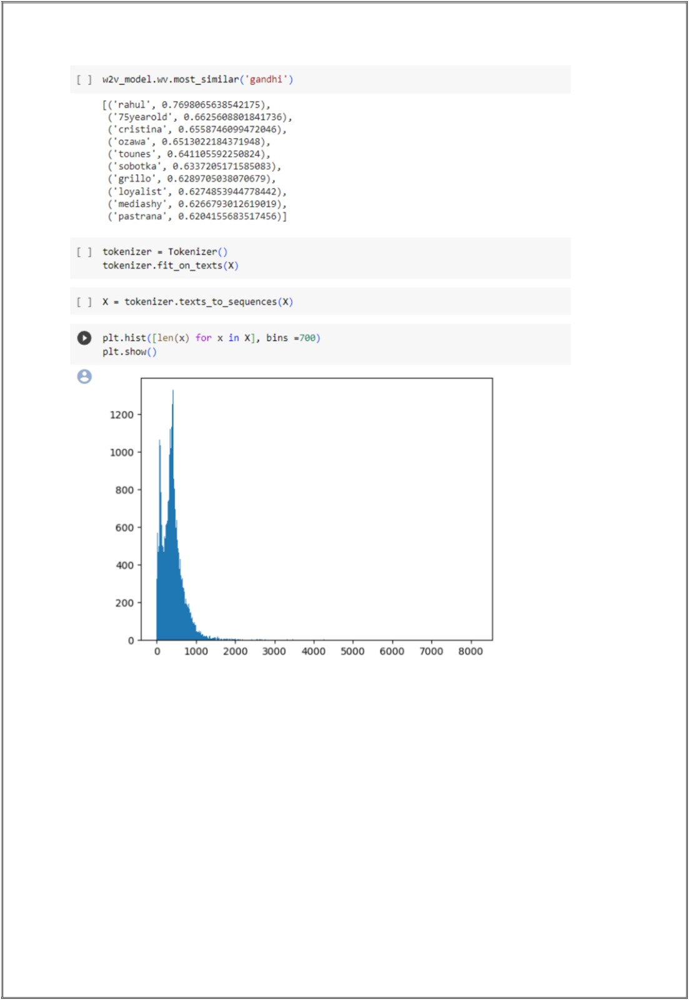 [ ] w2v_model.wv.most_similar('gandhi')
[('rahul', 0.7698065638542175),
('75yearold', 0.6625608801841736),
('cristina', 0.6558746099472046),
('ozawa', 0.6513022184371948),
('tounes', 0.641105592250824),
('sobotka', 0.6337205171585083),
('grillo', 0.6289705038070679),
('loyalist', 0.6274853944778442),
('mediashy', 0.6266793012619019),
('pastrana', 0.6204155683517456)]
[ ] tokenizer = Tokenizer()
tokenizer.fit_on_texts(X)
[ ] X = tokenizer.texts_to_sequences(X)
plt.hist([len(x) for x in X], bins =700)
plt.show()
1200
1000
800
600
400
200
0
0 1000 2000 3000 4000 5000 6000 7000 8000